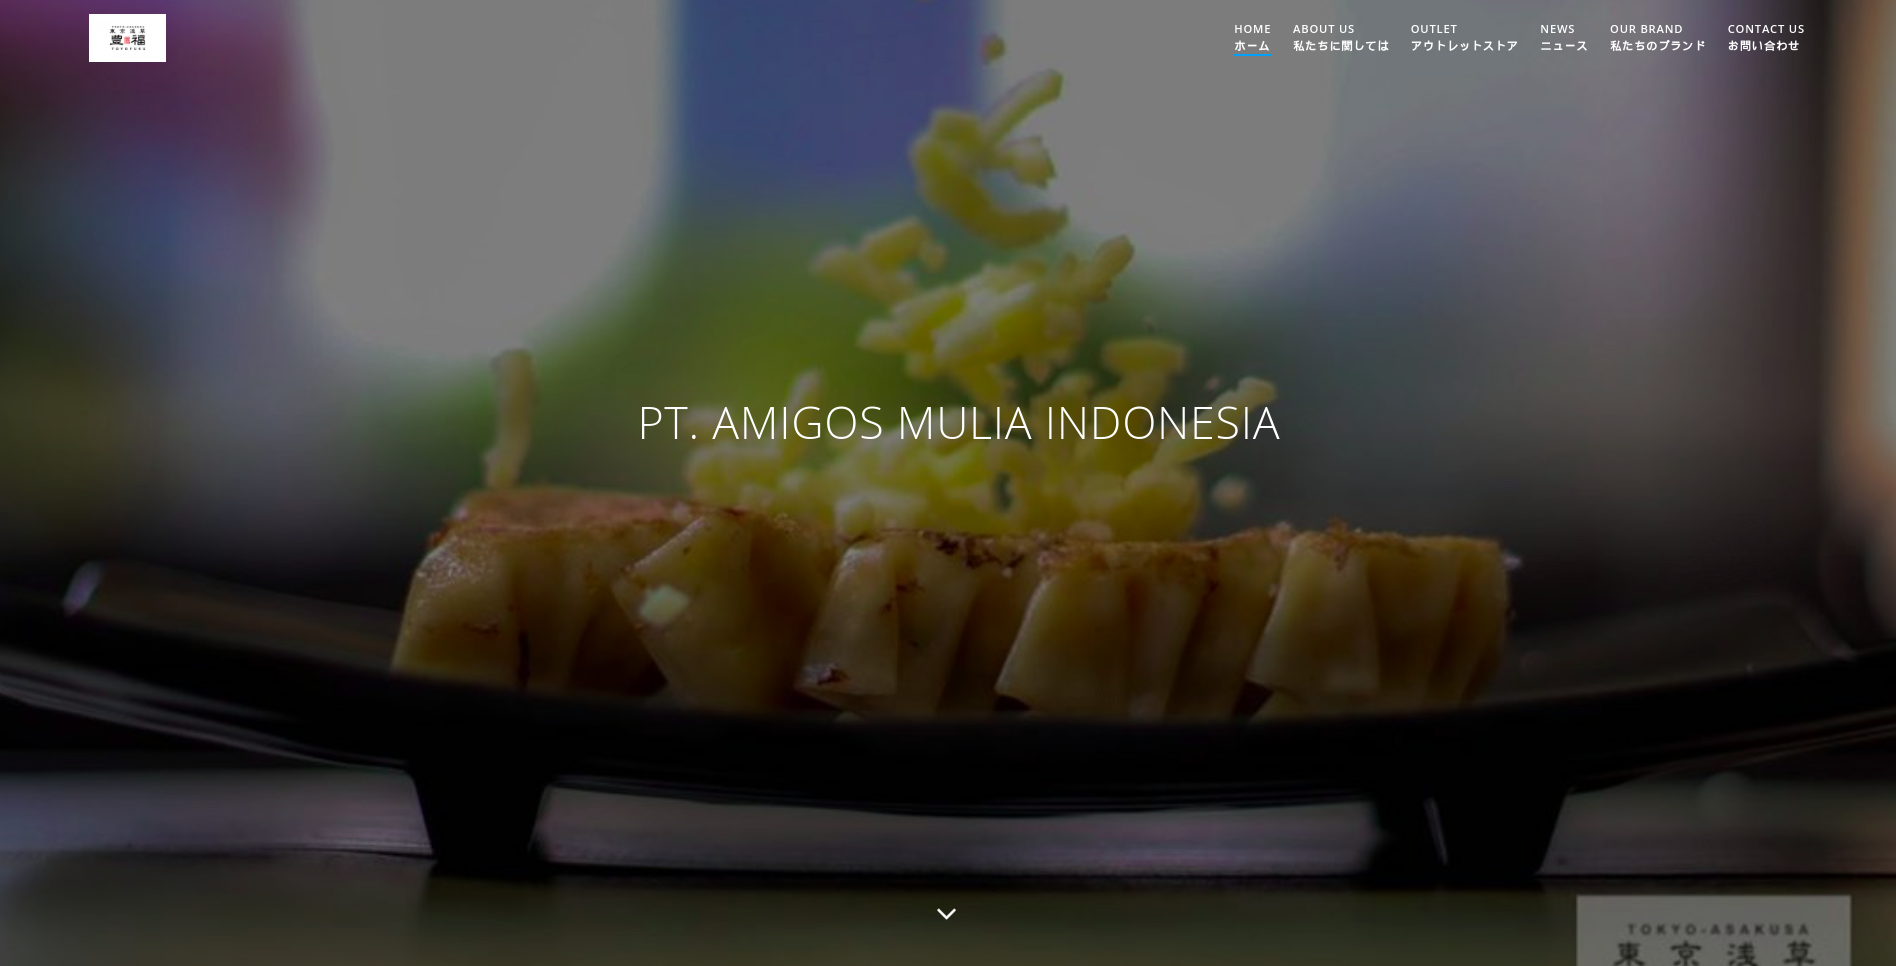 TOKYO-ASAKUSA
東京浅草
豊福
TOYOFUKU
HOME
ホーム
ABOUT US
私たちに関しては
OUTLET
アウトレットストア
NEWS
ニュース
OUR BRAND
私たちのブランド
CONTACT US
お問い合わせ
PT. AMIGOS MULIA INDONESIA
TOKYO-ASAKUSA
東京浅草